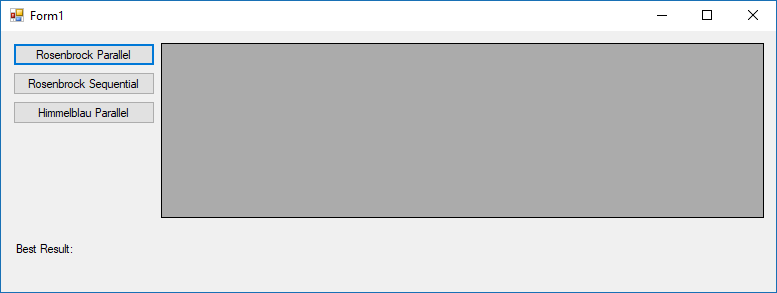 Form1
Rosenbrock Parallel
Rosenbrock Sequential
Himmelblau Parallel
Best Result: